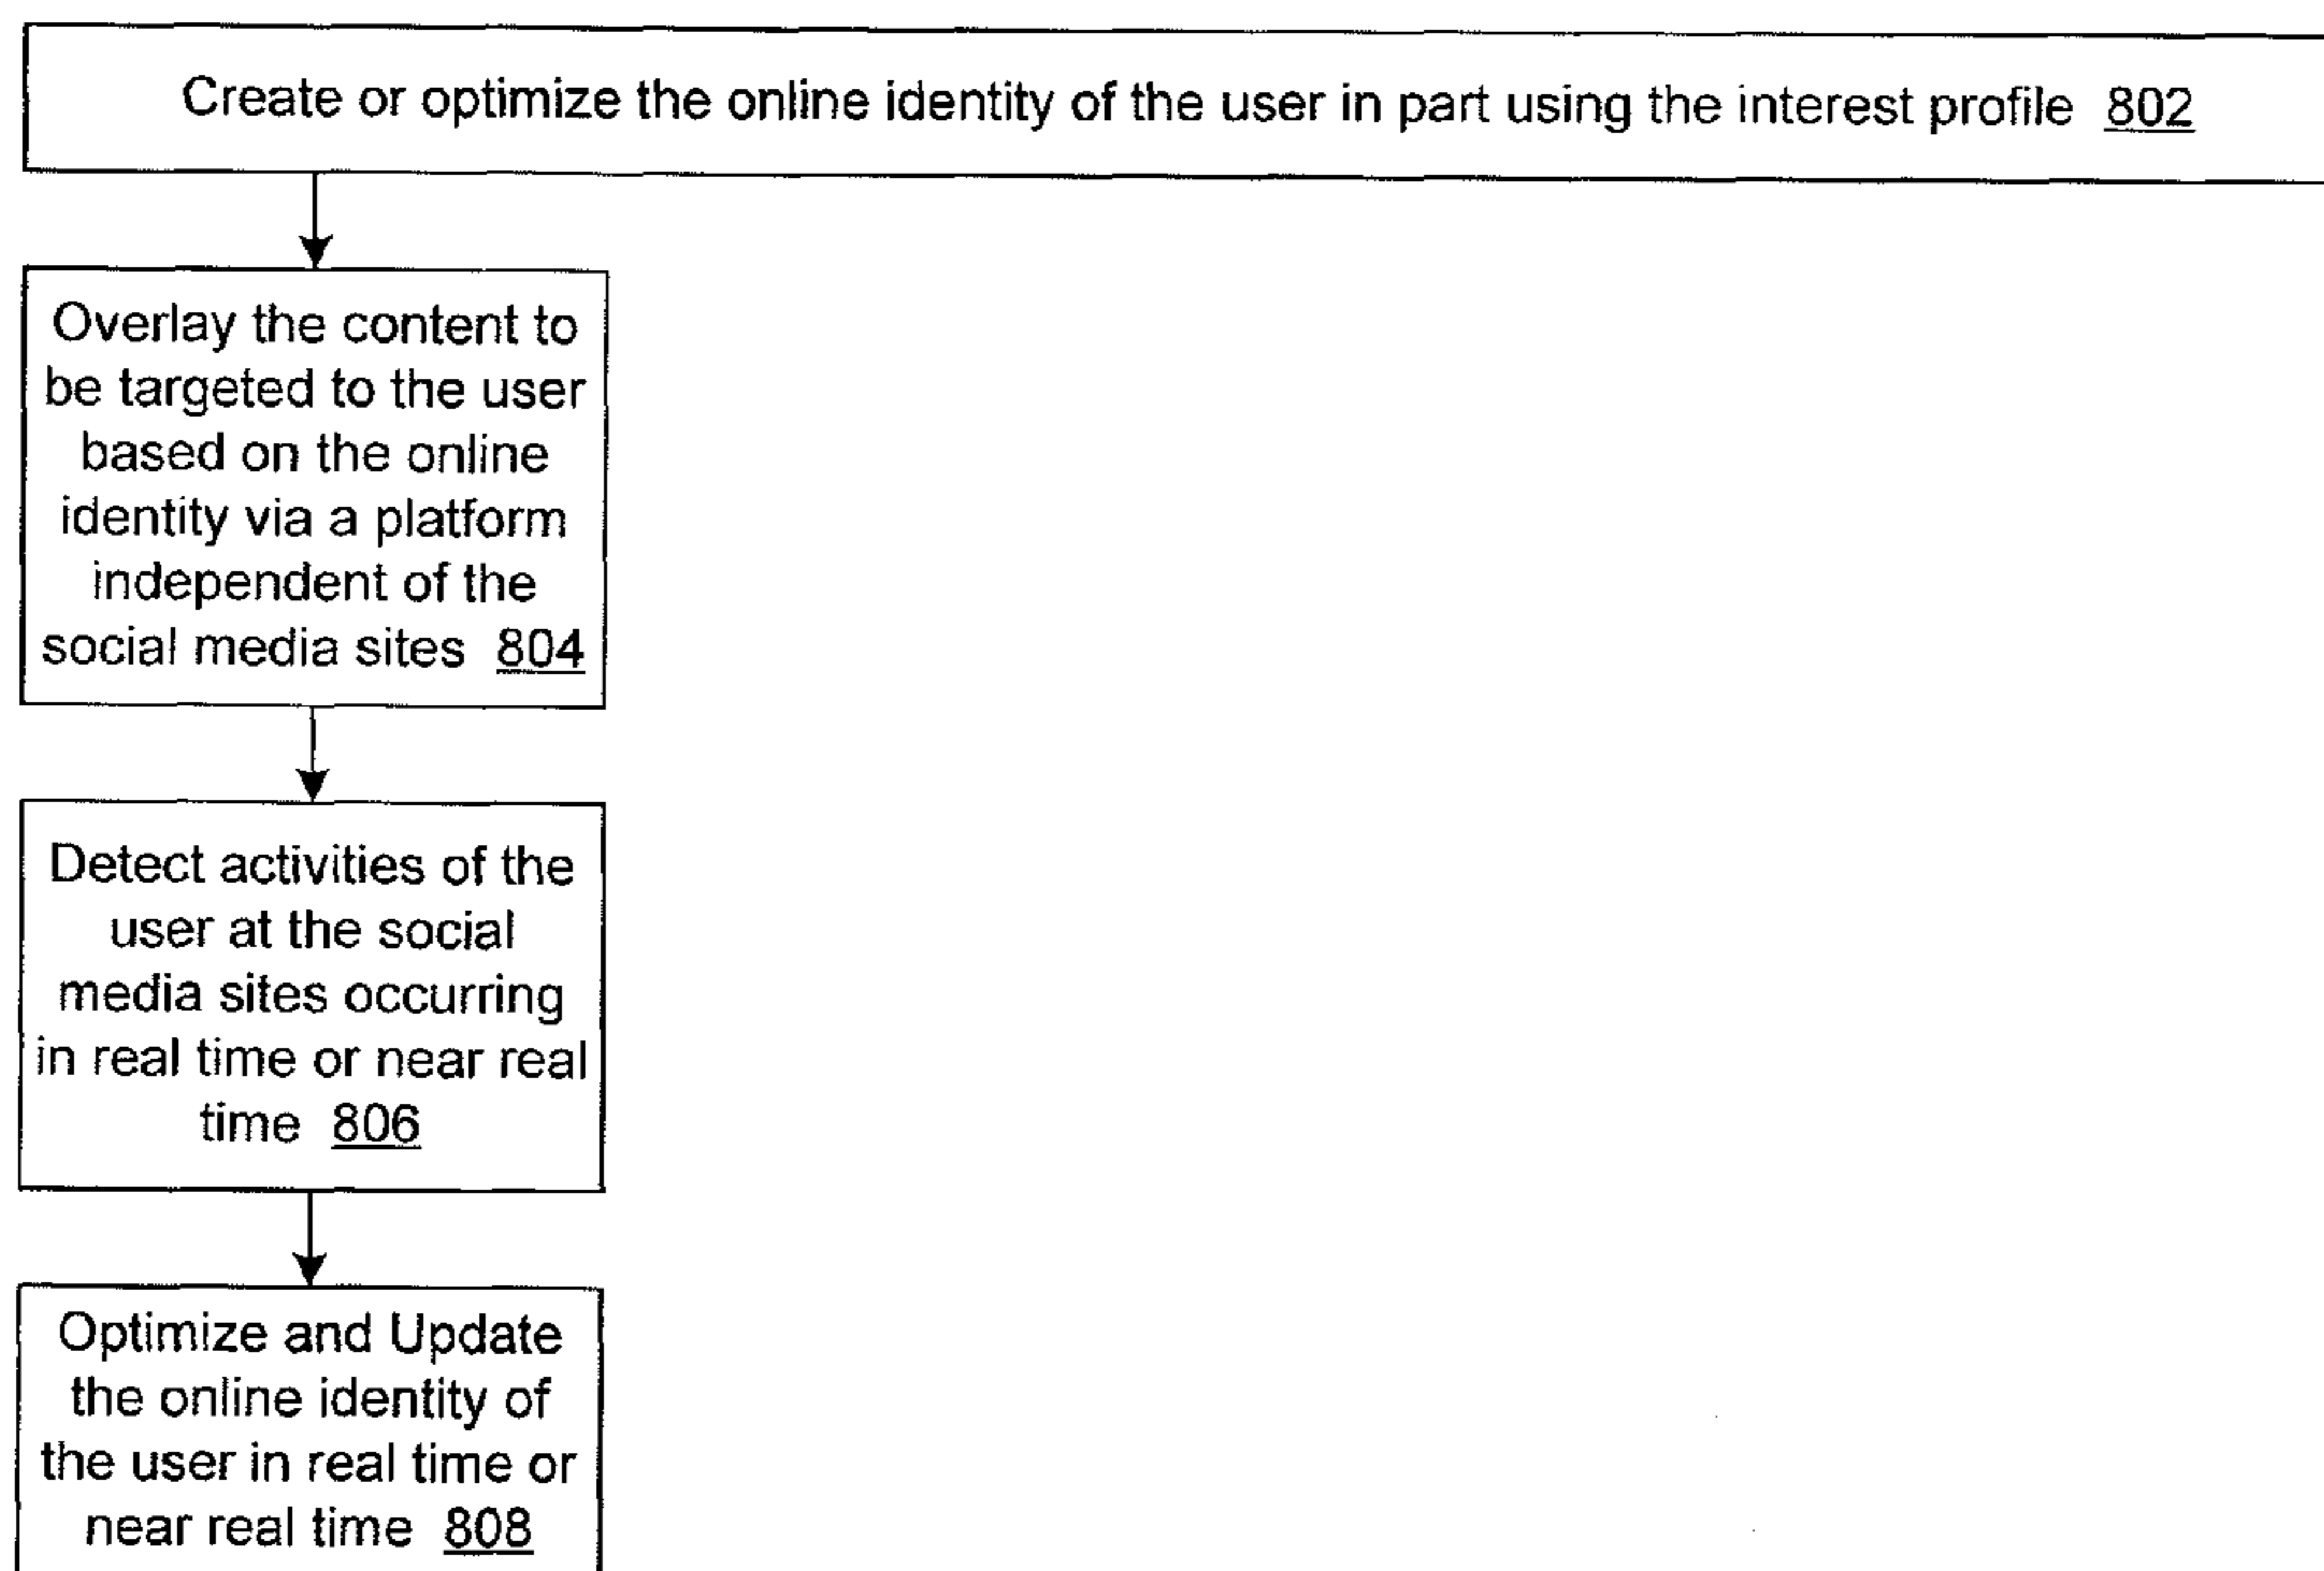 Create or optimize the online identity of the user in part using the interest profile 802
Overlay the content to
be targeted to the user
based on the online
identity via a platform
independent of the
social media sites 804
Detect activities of the
user at the social
media sites occurring
in real time or near real
time 806
Optimize and Update
the online identity of
the user in real time or
near real time 808